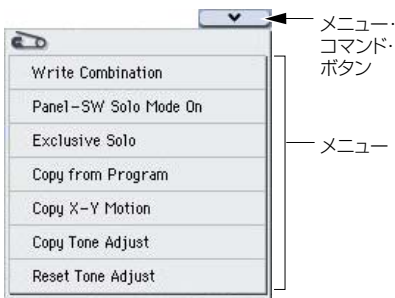 メニュー・
コマンド・
ボタン
Write Combination
Panel-SW Solo Mode On
Exclusive Solo
Copy from Program
Copy X-Y Motion
Copy Tone Adjust
Reset Tone Adjust
メニュー